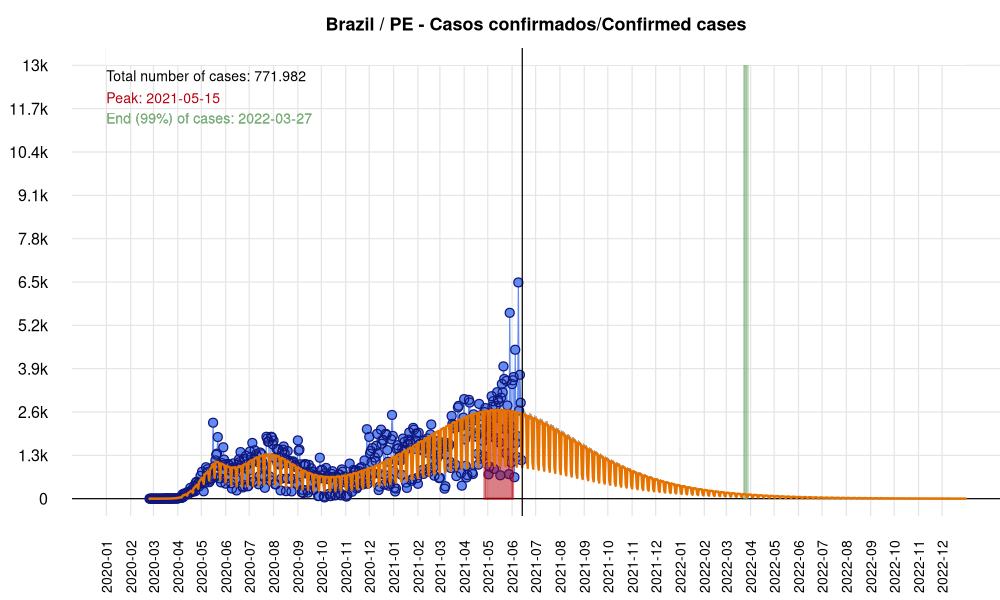 Brazil / PE - Casos confirmados/Confirmed cases
Total number of cases: 771.982
Peak: 2021-05-15
End (99%) of cases: 2022-03-27
13k
11.7k
10.4k
9.1k
7.8k
6.5k
5.2k
3.9k
2.6k
1.3k
0
2020-01
2020-02
2020-03
2020-04
2020-05
2020-06
2020-07
2020-08
2020-09
2020-10
2020-11
2020-12
2021-01
2021-02
2021-03
2021-04
2021-05
2021-06
2021-07
2021-08
2021-09
2021-10
2021-11
2021-12
2022-01
2022-02
2022-03
2022-04
2022-05
2022-06
2022-07
2022-08
2022-09
2022-10
2022-11
2022-12